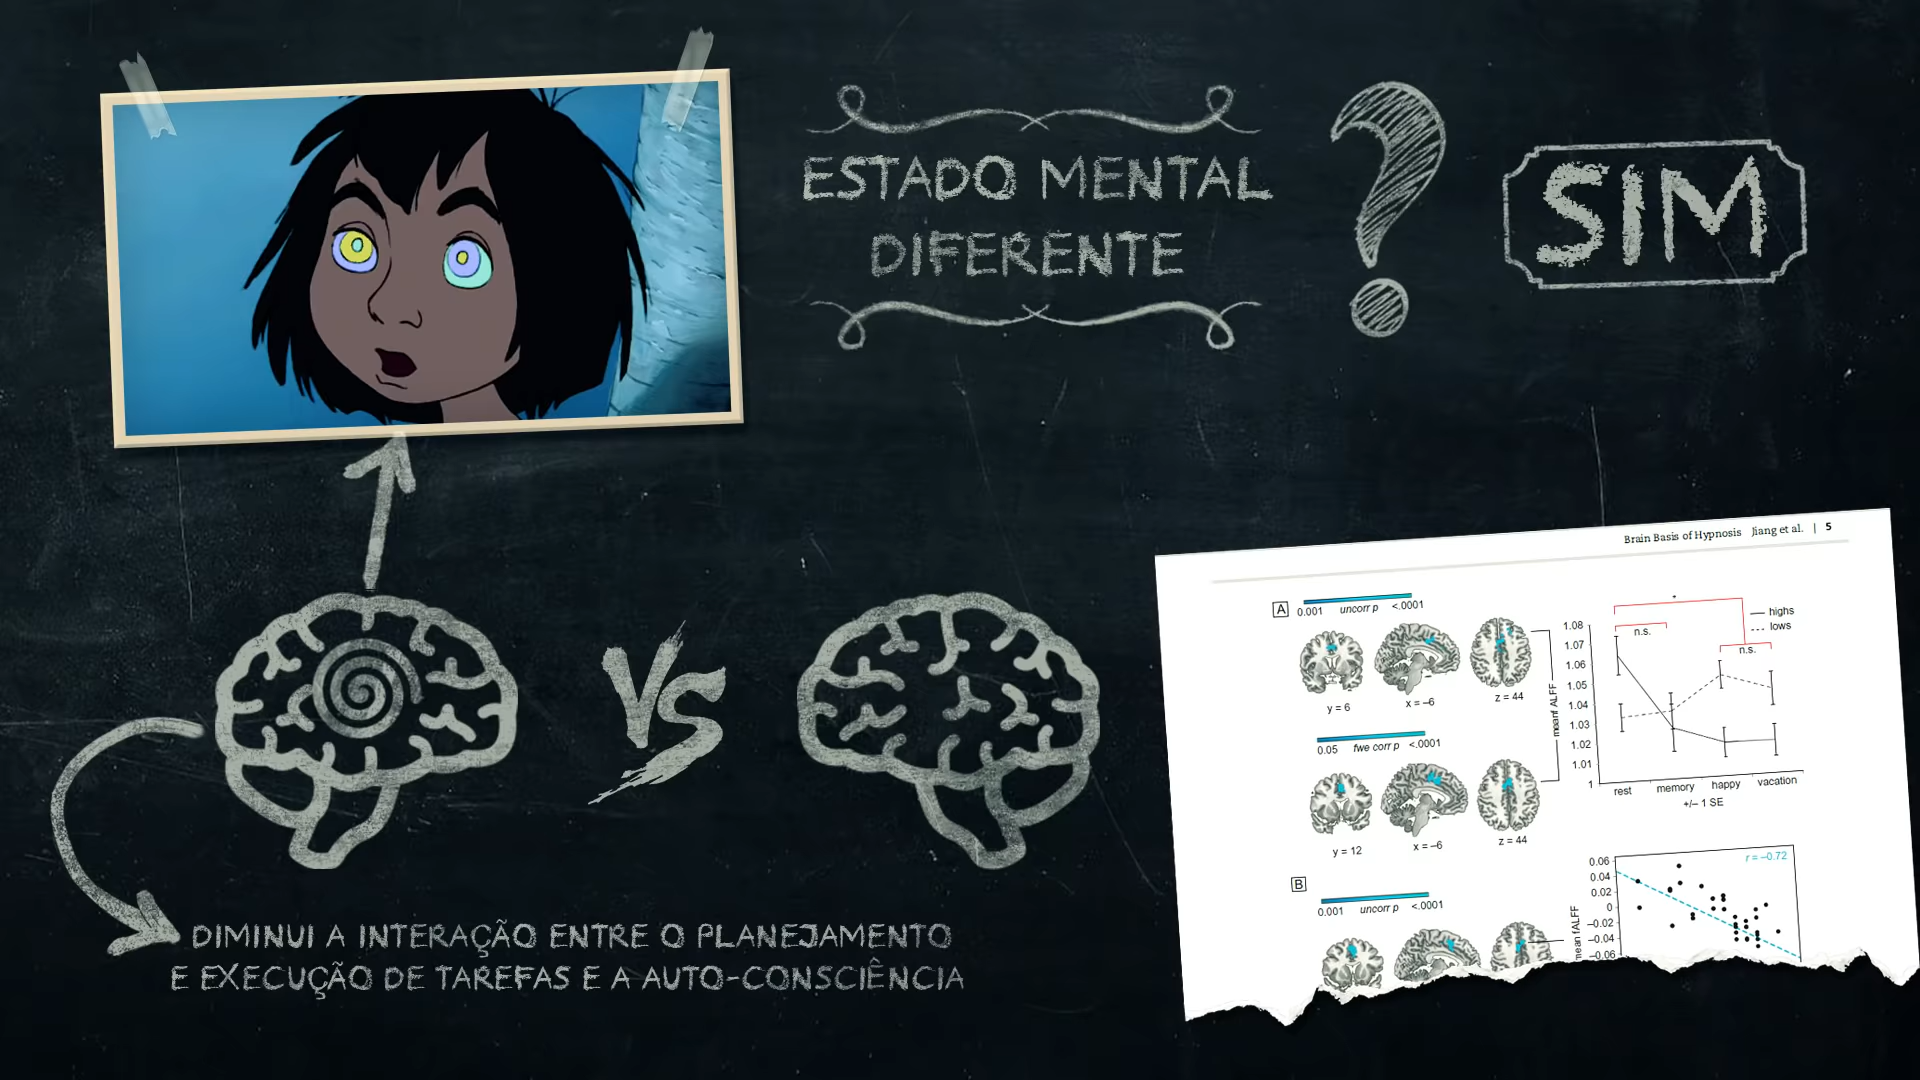 ESTADO MENTAL
DIFERENTE
?
SIM
VS
DIMINUI A INTERAÇÃO ENTRE O PLANEJAMENTO
E EXECUÇÃO DE TAREFAS E A AUTO-CONSCIÊNCIA
Brain Basis of Hypnosis Jiang et al. | 5
A
0.001 uncorr p <.0001
y = 6
x = –6
z = 44
0.05 fwe corr p <.0001
y = 12
x = –6
z = 44
mean fALFF
1.08
1.07
1.06
1.05
1.04
1.03
1.02
1.01
1
*
n.s.
n.s.
highs
lows
rest memory happy vacation
+/– 1 SE
B
0.001 uncorr p <.0001
mean fALFF
0.06
0.04
0.02
0
–0.02
–0.04
–0.06
r = –0.72